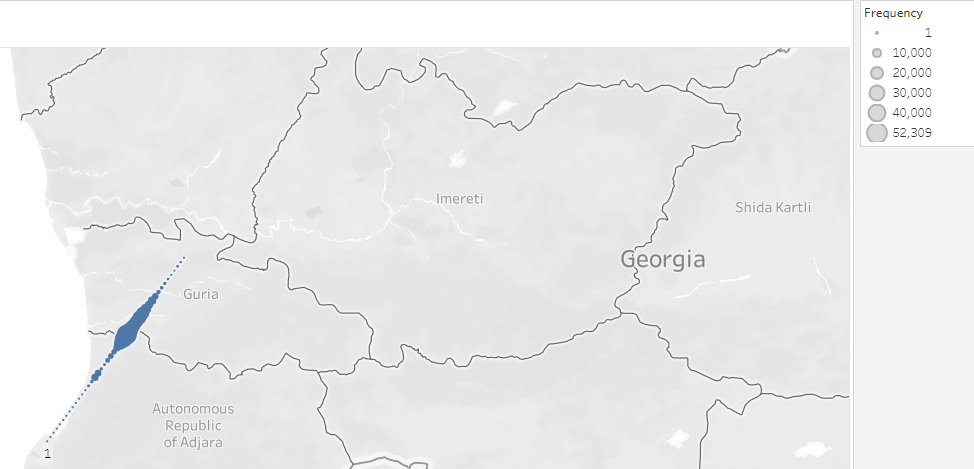 Frequency
1
10,000
20,000
30,000
40,000
52,309
Imereti
Shida Kartli
Georgia
Guria
Autonomous
Republic
of Adjara
1